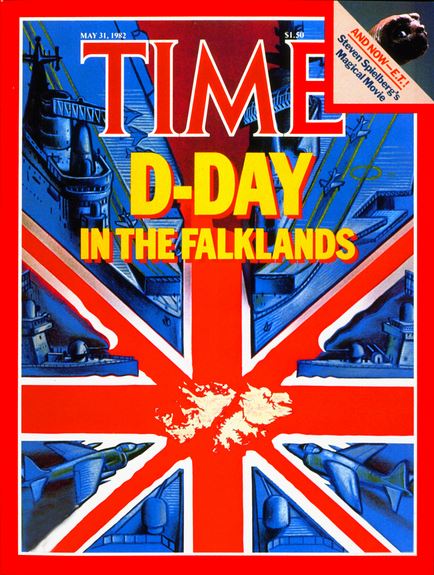 MAY 31, 1982
$1.50
TIME
AND NOW—E.T.!
Steven Spielberg's
Magical Movie
D-DAY
IN THE FALKLANDS